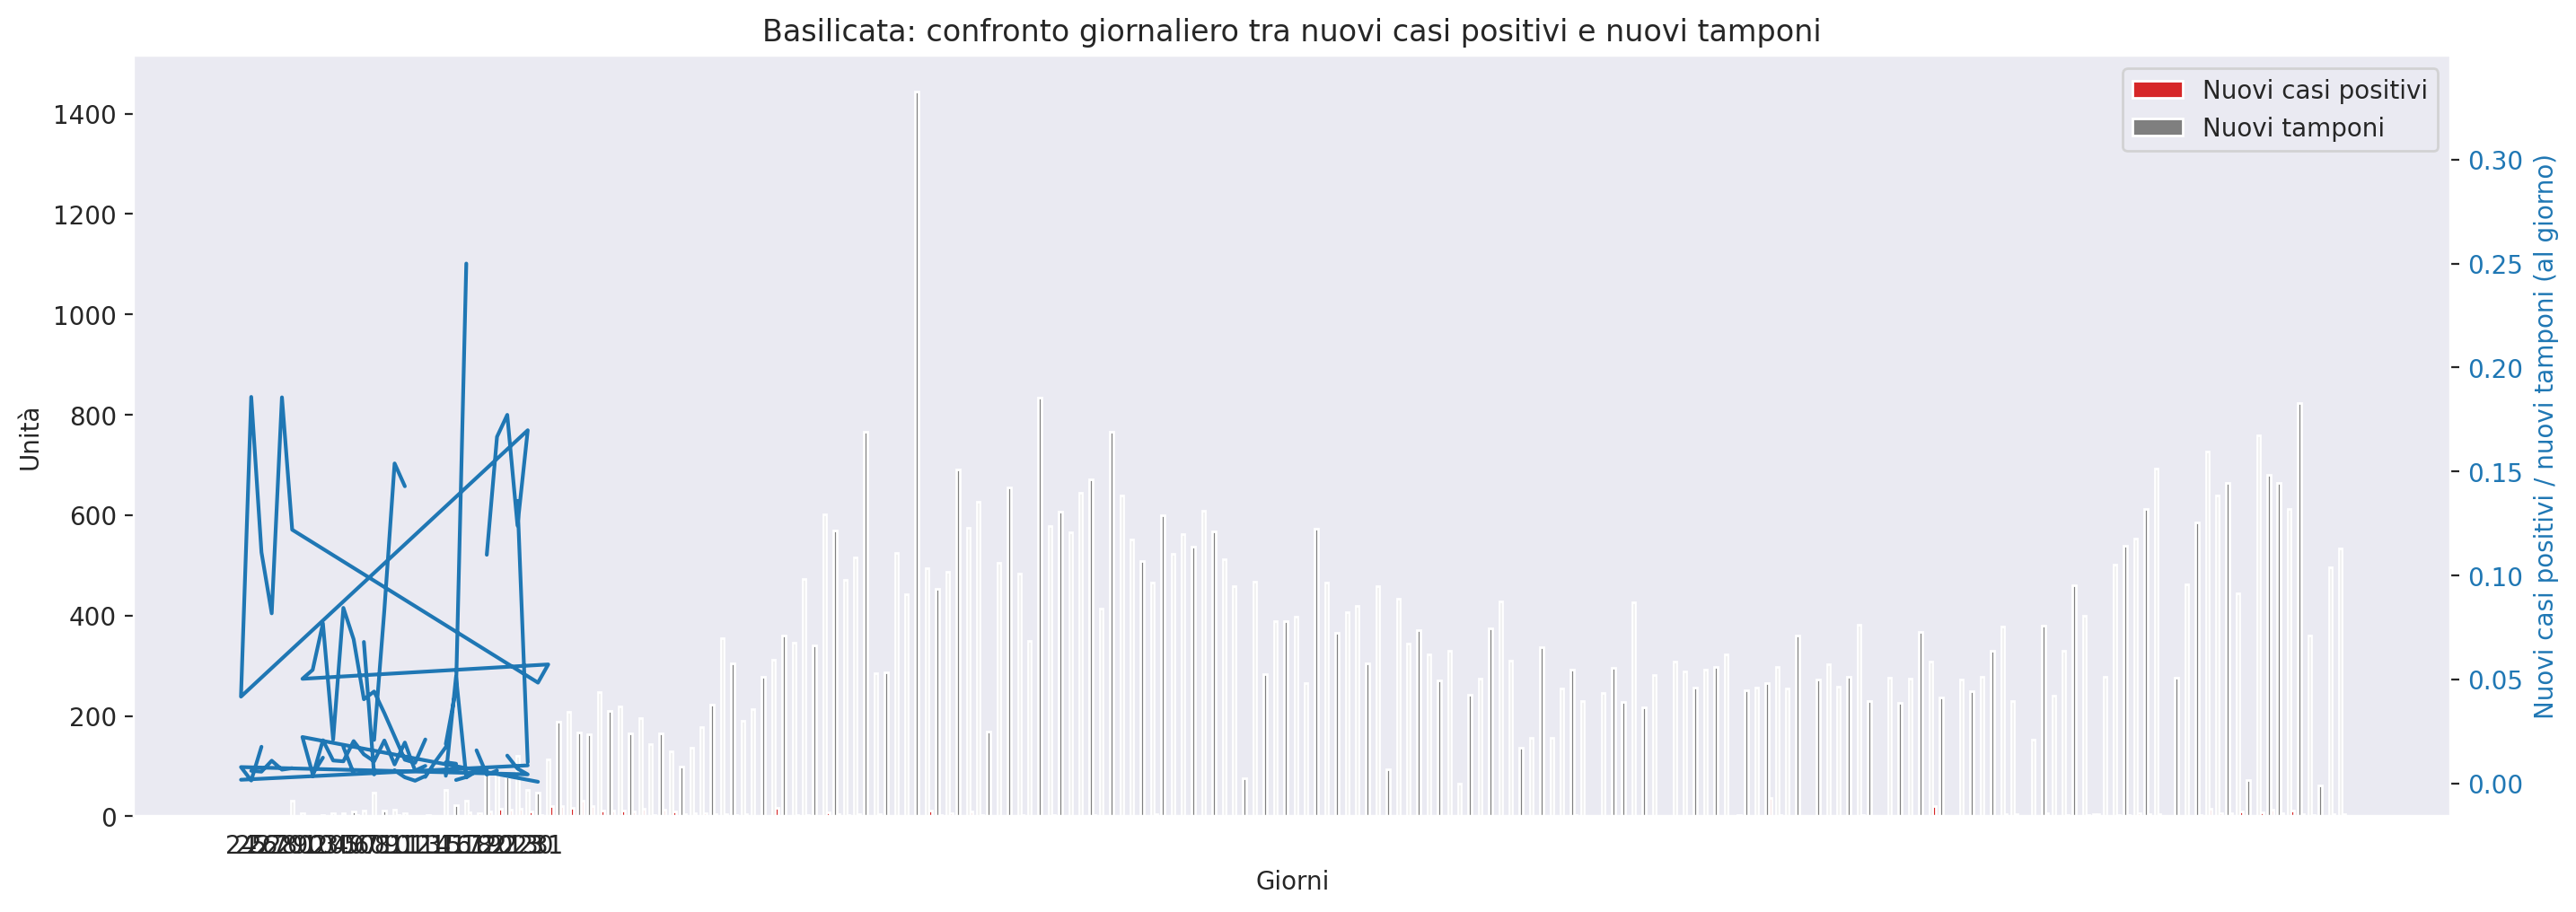 Basilicata: confronto giornaliero tra nuovi casi positivi e nuovi tamponi
Nuovi casi positivi
Nuovi tamponi
1400
1200
1000
800
600
400
200
0
Unità
0.30
0.25
0.20
0.15
0.10
0.05
0.00
Nuovi casi positivi / nuovi tamponi (al giorno)
Giorni